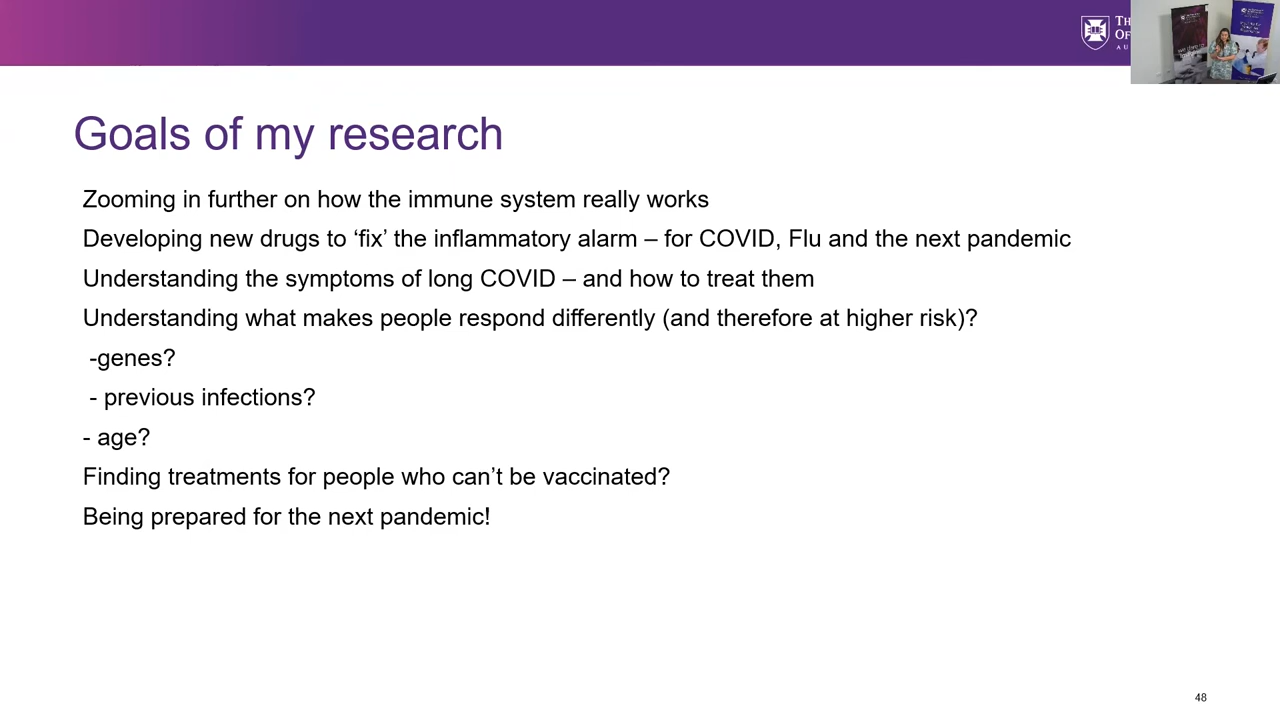 Goals of my research
Zooming in further on how the immune system really works
Developing new drugs to ‘fix’ the inflammatory alarm – for COVID, Flu and the next pandemic
Understanding the symptoms of long COVID – and how to treat them
Understanding what makes people respond differently (and therefore at higher risk)?
-genes?
- previous infections?
- age?
Finding treatments for people who can’t be vaccinated?
Being prepared for the next pandemic!
48